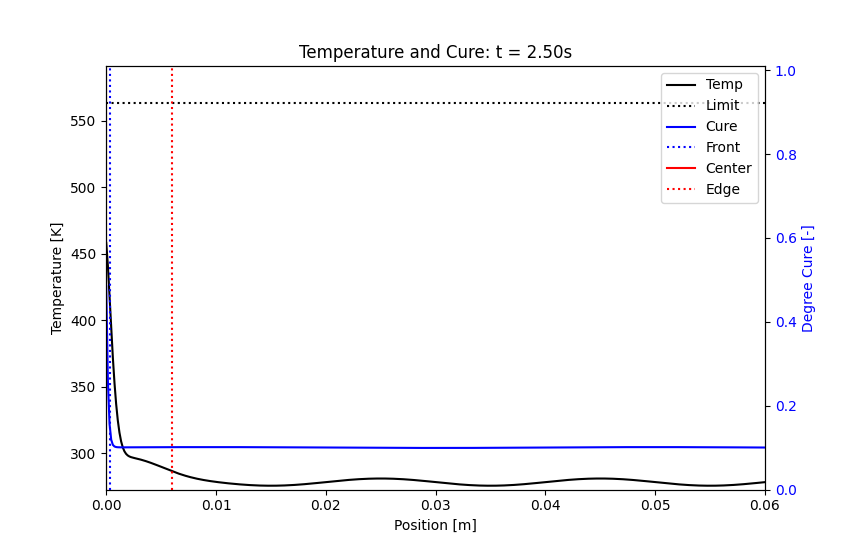 Temperature and Cure: t = 2.50s
Temp
Limit
Cure
Front
Center
Edge
550
500
450
400
350
300
Temperature [K]
1.0
0.8
0.6
0.4
0.2
0.0
Degree Cure [-]
0.00
0.01
0.02
0.03
0.04
0.05
0.06
Position [m]